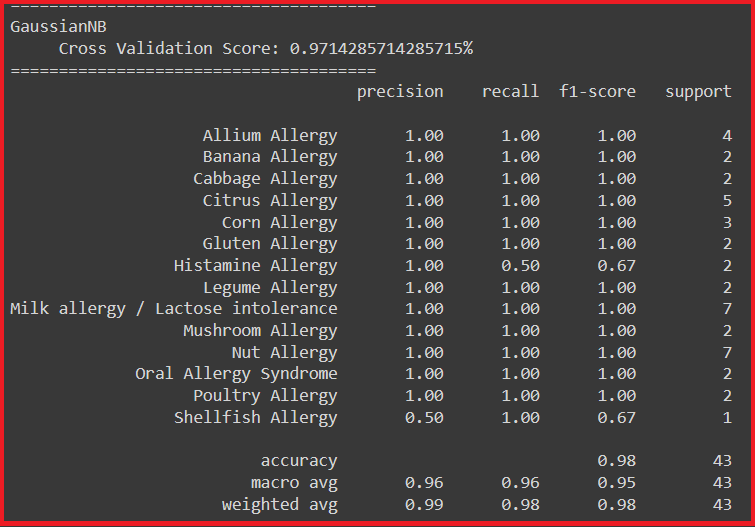 ======================================
GaussianNB
Cross Validation Score: 0.9714285714285715%
======================================
precision recall f1-score support
Allium Allergy 1.00 1.00 1.00 4
Banana Allergy 1.00 1.00 1.00 2
Cabbage Allergy 1.00 1.00 1.00 2
Citrus Allergy 1.00 1.00 1.00 5
Corn Allergy 1.00 1.00 1.00 3
Gluten Allergy 1.00 1.00 1.00 2
Histamine Allergy 1.00 0.50 0.67 2
Legume Allergy 1.00 1.00 1.00 2
Milk allergy / Lactose intolerance 1.00 1.00 1.00 7
Mushroom Allergy 1.00 1.00 1.00 2
Nut Allergy 1.00 1.00 1.00 7
Oral Allergy Syndrome 1.00 1.00 1.00 2
Poultry Allergy 1.00 1.00 1.00 2
Shellfish Allergy 0.50 1.00 0.67 1
accuracy 0.98 43
macro avg 0.96 0.96 0.95 43
weighted avg 0.99 0.98 0.98 43